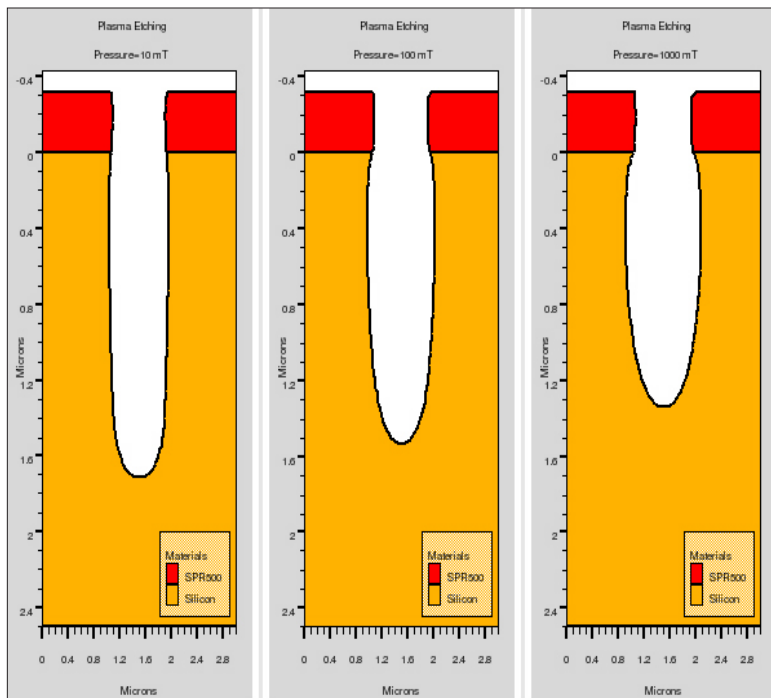 Plasma Etching
Pressure=10 mT
-0.4
0
0.4
0.8
1.2
1.6
2
2.4
Microns
Materials
SPR500
Silicon
0 0.4 0.8 1.2 1.6 2 2.4 2.8
Microns
Plasma Etching
Pressure=100 mT
-0.4
0
0.4
0.8
1.2
1.6
2
2.4
Microns
Materials
SPR500
Silicon
0 0.4 0.8 1.2 1.6 2 2.4 2.8
Microns
Plasma Etching
Pressure=1000 mT
-0.4
0
0.4
0.8
1.2
1.6
2
2.4
Microns
Materials
SPR500
Silicon
0 0.4 0.8 1.2 1.6 2 2.4 2.8
Microns